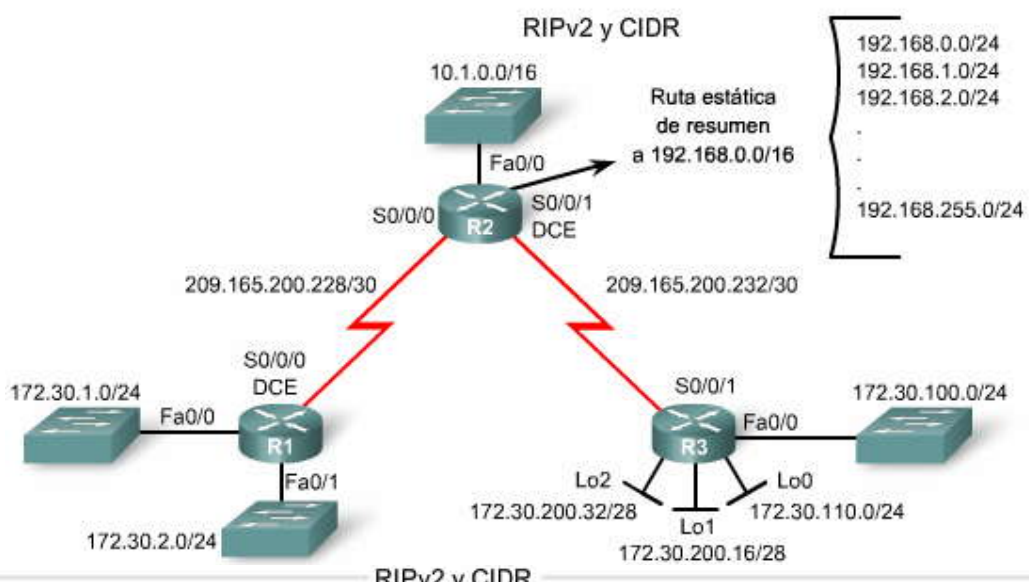 RIPv2 y CIDR
192.168.0.0/24
192.168.1.0/24
192.168.2.0/24
.
.
.
192.168.255.0/24
10.1.0.0/16
Ruta estática
de resumen
a 192.168.0.0/16
Fa0/0
S0/0/0
R2
S0/0/1
DCE
209.165.200.228/30
209.165.200.232/30
S0/0/0
DCE
172.30.1.0/24
Fa0/0
R1
Fa0/1
172.30.2.0/24
S0/0/1
172.30.100.0/24
Fa0/0
R3
Lo2
Lo0
172.30.200.32/28
172.30.110.0/24
Lo1
172.30.200.16/28
RIPv2 y CIDR